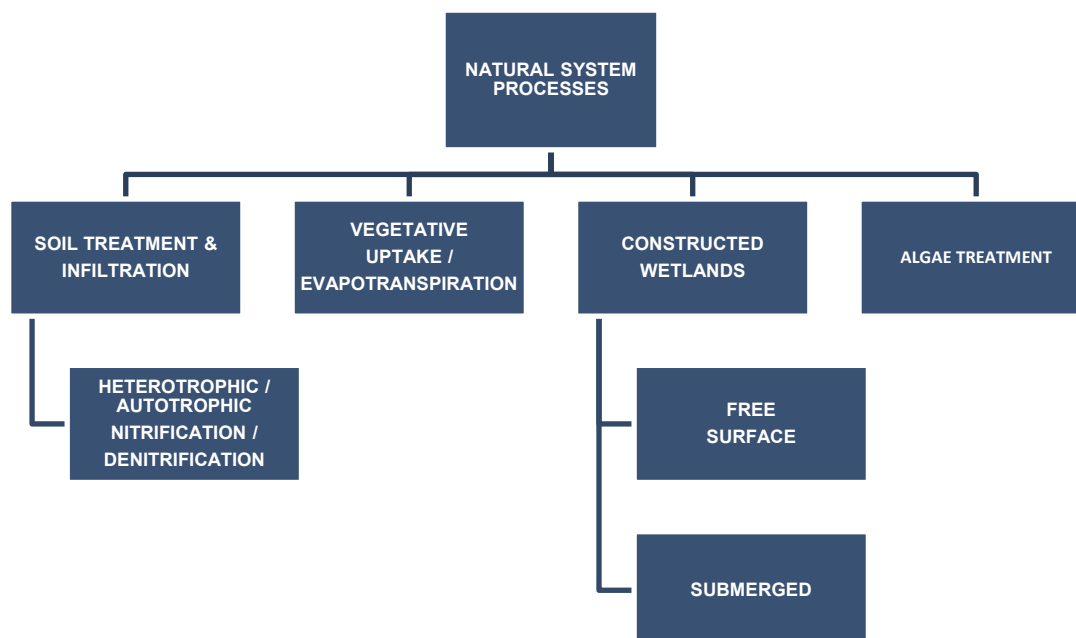 NATURAL SYSTEM
PROCESSES
SOIL TREATMENT &
INFILTRATION
VEGETATIVE
UPTAKE /
EVAPOTRANSPIRATION
CONSTRUCTED
WETLANDS
ALGAE TREATMENT
HETEROTROPHIC /
AUTOTROPHIC
NITRIFICATION /
DENITRIFICATION
FREE
SURFACE
SUBMERGED